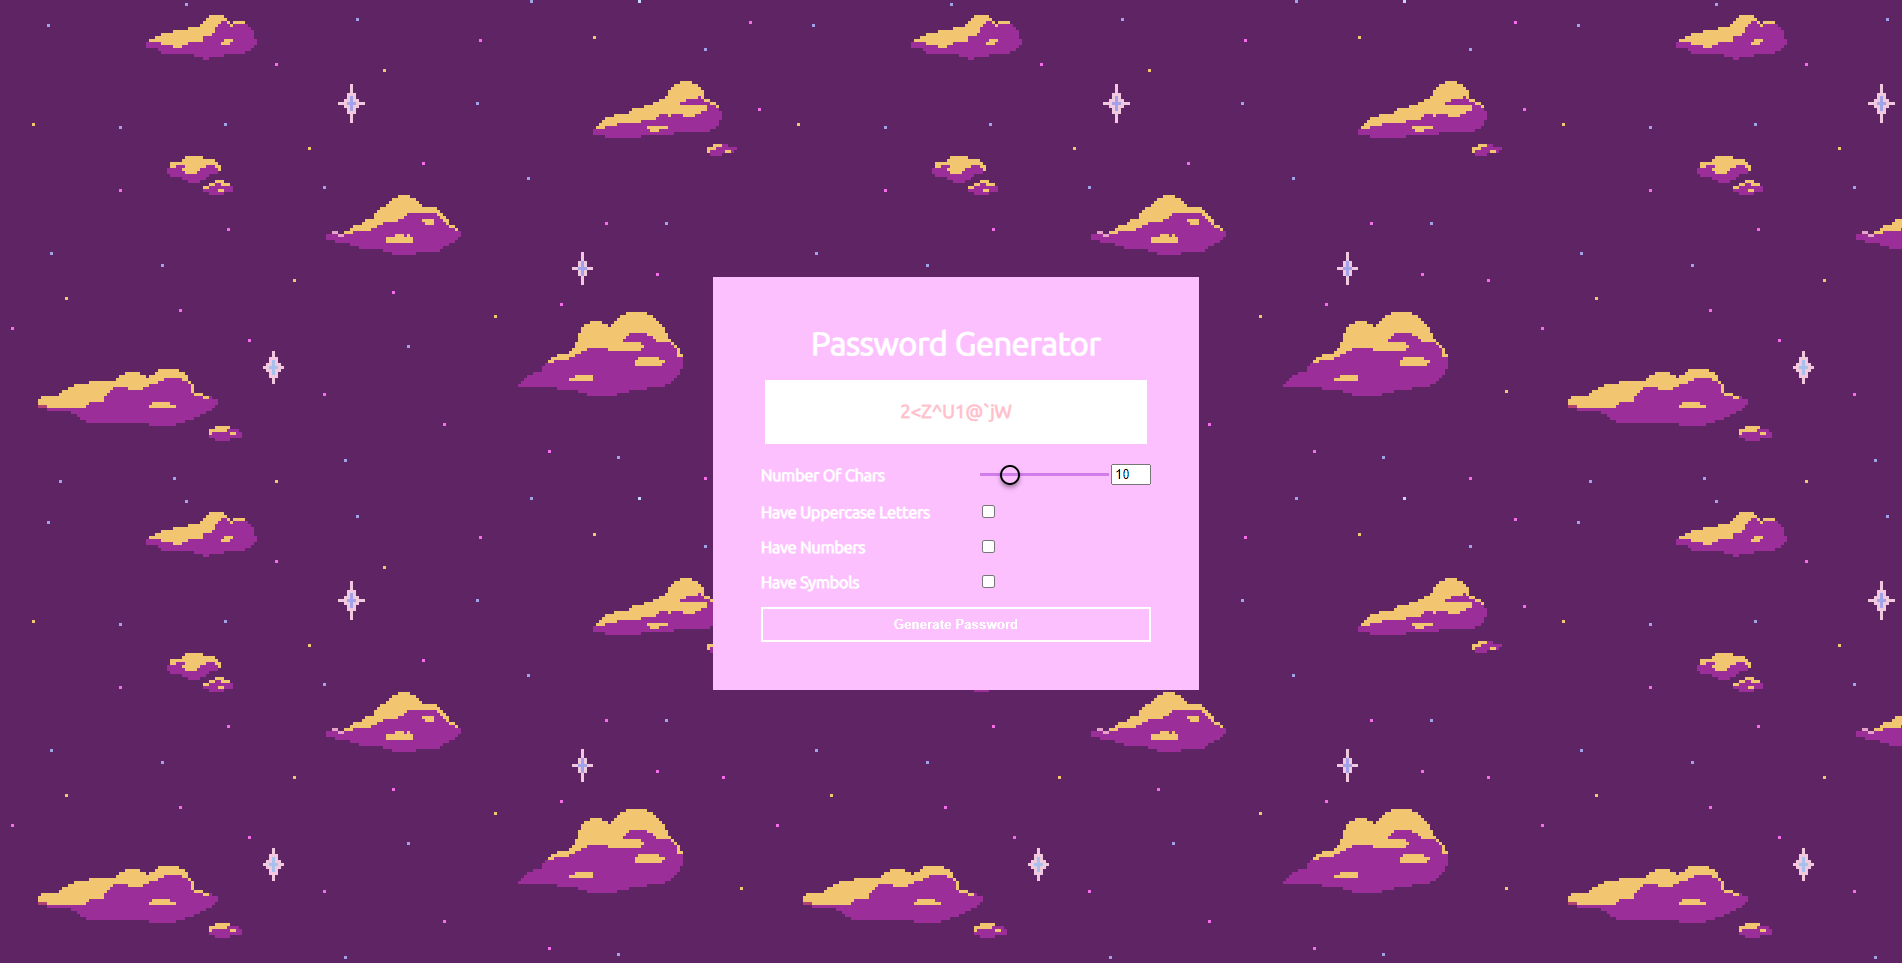 Password Generator
2<Z^U1@`jW
Number Of Chars 10
Have Uppercase Letters
Have Numbers
Have Symbols
Generate Password